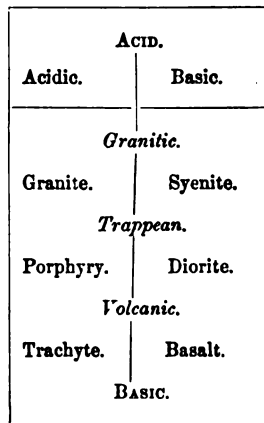 ACID.
Acidic. Basic.
Granitic.
Granite. Syenite.
Trappean.
Porphyry. Diorite.
Volcanic.
Trachyte. Basalt.
BASIC.